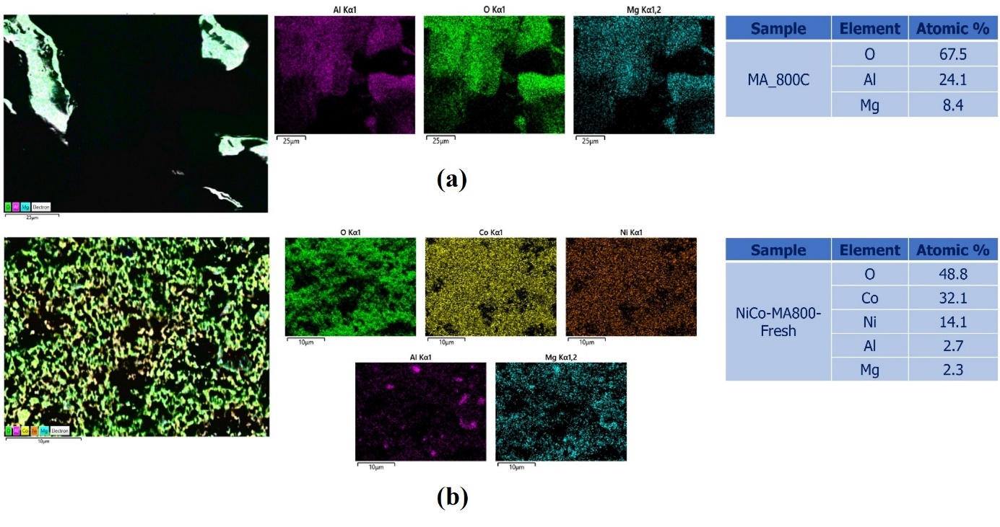 Al Kα1
O Kα1
Mg Kα1,2
25μm
25μm
25μm
O Al Mg Electron
25μm
Sample Element Atomic %
MA_800C
O 67.5
Al 24.1
Mg 8.4
(a)
O Kα1
Co Kα1
Ni Kα1
10μm
10μm
10μm
Al Kα1
Mg Kα1,2
10μm
10μm
O Al Co Ni Mg Electron
10μm
Sample Element Atomic %
NiCo-MA800-
Fresh
O 48.8
Co 32.1
Ni 14.1
Al 2.7
Mg 2.3
(b)